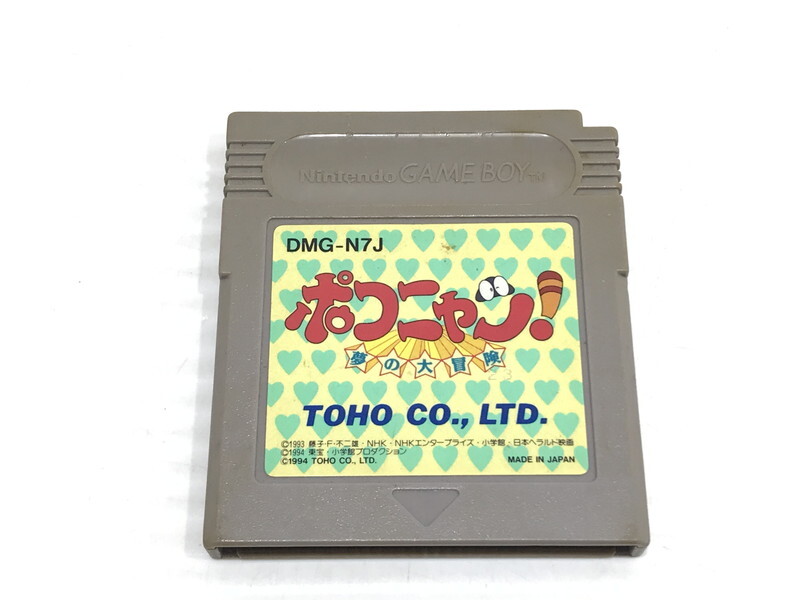 Nintendo GAME BOY TM
DMG-N7J
ポコニャン!
夢の大冒険
TOHO CO., LTD.
©1993 藤子・F・不二雄・NHK・NHKエンタープライズ・小学館・日本ヘラルド映画
©1994 東宝・小学館プロダクション
©1994 TOHO CO., LTD.
MADE IN JAPAN